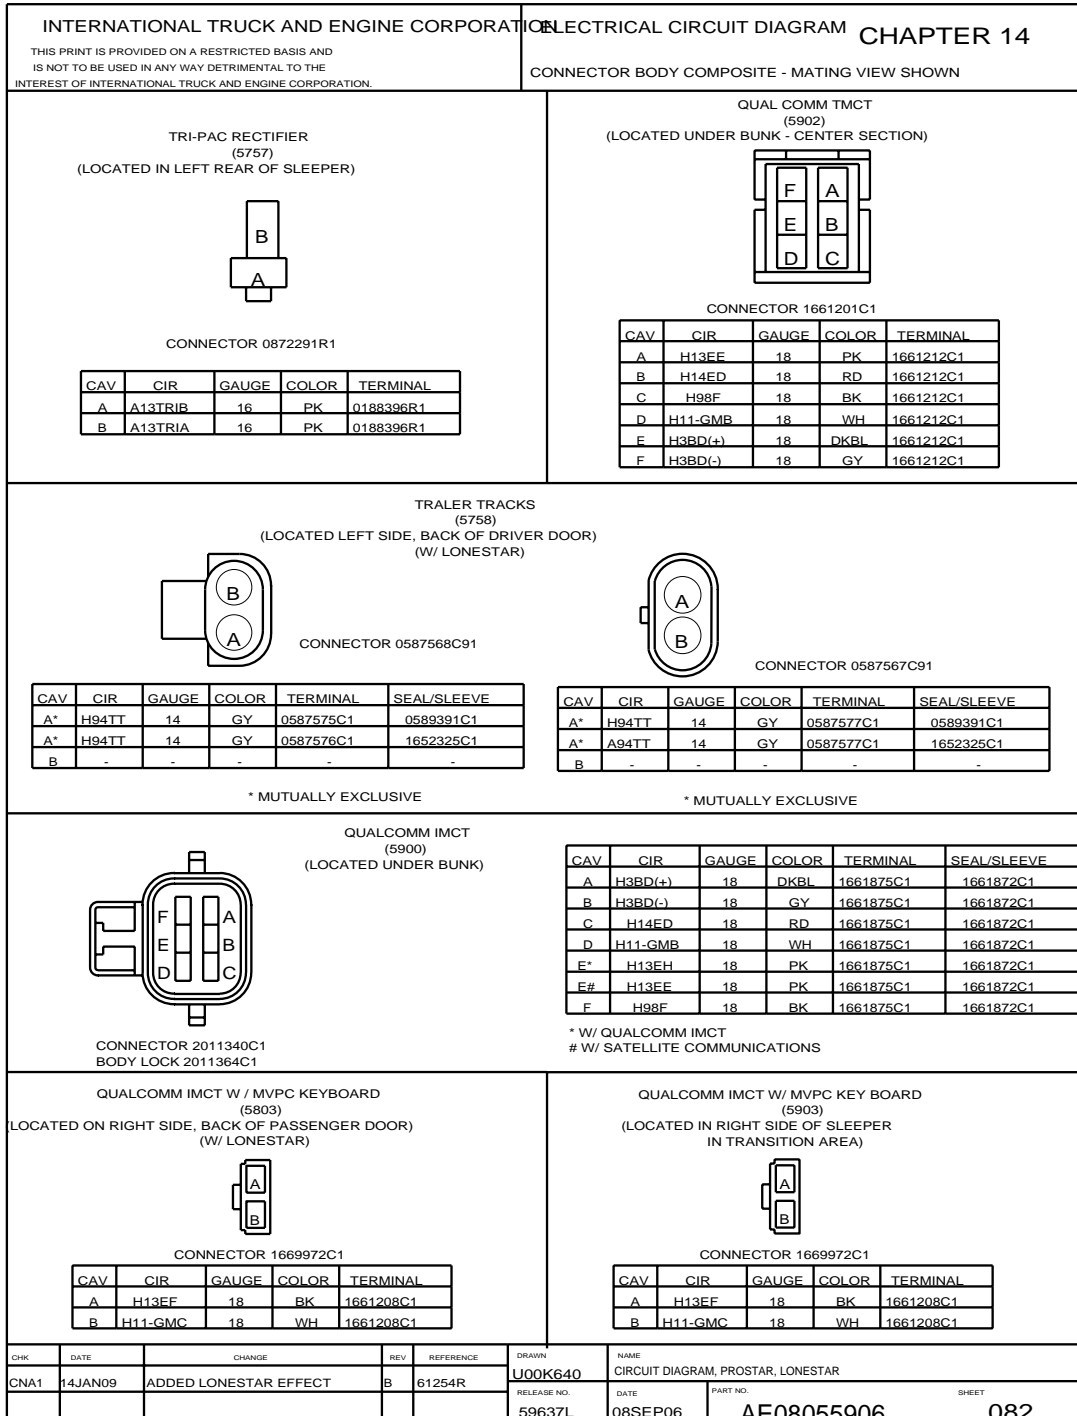 INTERNATIONAL TRUCK AND ENGINE CORPORATION
ELECTRICAL CIRCUIT DIAGRAM CHAPTER 14
THIS PRINT IS PROVIDED ON A RESTRICTED BASIS AND
IS NOT TO BE USED IN ANY WAY DETRIMENTAL TO THE
INTEREST OF INTERNATIONAL TRUCK AND ENGINE CORPORATION.
CONNECTOR BODY COMPOSITE - MATING VIEW SHOWN
TRI-PAC RECTIFIER
(5757)
(LOCATED IN LEFT REAR OF SLEEPER)
B
A
CONNECTOR 0872291R1
CAV CIR GAUGE COLOR TERMINAL
A A13TRIB 16 PK 0188396R1
B A13TRIA 16 PK 0188396R1
QUAL COMM TMCT
(5902)
(LOCATED UNDER BUNK - CENTER SECTION)
F A
E B
D C
CONNECTOR 1661201C1
CAV CIR GAUGE COLOR TERMINAL
A H13EE 18 PK 1661212C1
B H14ED 18 RD 1661212C1
C H98F 18 BK 1661212C1
D H11-GMB 18 WH 1661212C1
E H3BD(+) 18 DKBL 1661212C1
F H3BD(-) 18 GY 1661212C1
TRALER TRACKS
(5758)
(LOCATED LEFT SIDE, BACK OF DRIVER DOOR)
(W/ LONESTAR)
B
A
CONNECTOR 0587568C91
CAV CIR GAUGE COLOR TERMINAL SEAL/SLEEVE
A* H94TT 14 GY 0587575C1 0589391C1
A* H94TT 14 GY 0587576C1 1652325C1
B - - - - -
* MUTUALLY EXCLUSIVE
A
B
CONNECTOR 0587567C91
CAV CIR GAUGE COLOR TERMINAL SEAL/SLEEVE
A* H94TT 14 GY 0587577C1 0589391C1
A* A94TT 14 GY 0587577C1 1652325C1
B - - - - -
* MUTUALLY EXCLUSIVE
QUALCOMM IMCT
(5900)
(LOCATED UNDER BUNK)
F A
E B
D C
CONNECTOR 2011340C1
BODY LOCK 2011364C1
CAV CIR GAUGE COLOR TERMINAL SEAL/SLEEVE
A H3BD(+) 18 DKBL 1661875C1 1661872C1
B H3BD(-) 18 GY 1661875C1 1661872C1
C H14ED 18 RD 1661875C1 1661872C1
D H11-GMB 18 WH 1661875C1 1661872C1
E* H13EH 18 PK 1661875C1 1661872C1
E# H13EE 18 PK 1661875C1 1661872C1
F H98F 18 BK 1661875C1 1661872C1
* W/ QUALCOMM IMCT
# W/ SATELLITE COMMUNICATIONS
QUALCOMM IMCT W / MVPC KEYBOARD
(5803)
(LOCATED ON RIGHT SIDE, BACK OF PASSENGER DOOR)
(W/ LONESTAR)
A
B
CONNECTOR 1669972C1
CAV CIR GAUGE COLOR TERMINAL
A H13EF 18 BK 1661208C1
B H11-GMC 18 WH 1661208C1
QUALCOMM IMCT W/ MVPC KEY BOARD
(5903)
(LOCATED IN RIGHT SIDE OF SLEEPER
IN TRANSITION AREA)
A
B
CONNECTOR 1669972C1
CAV CIR GAUGE COLOR TERMINAL
A H13EF 18 BK 1661208C1
B H11-GMC 18 WH 1661208C1
CHK DATE CHANGE REV REFERENCE
CNA1 14JAN09 ADDED LONESTAR EFFECT B 61254R
DRAWN
U00K640
NAME
CIRCUIT DIAGRAM, PROSTAR, LONESTAR
RELEASE NO.
59637L
DATE
08SEP06
PART NO.
AE08055906
SHEET
082